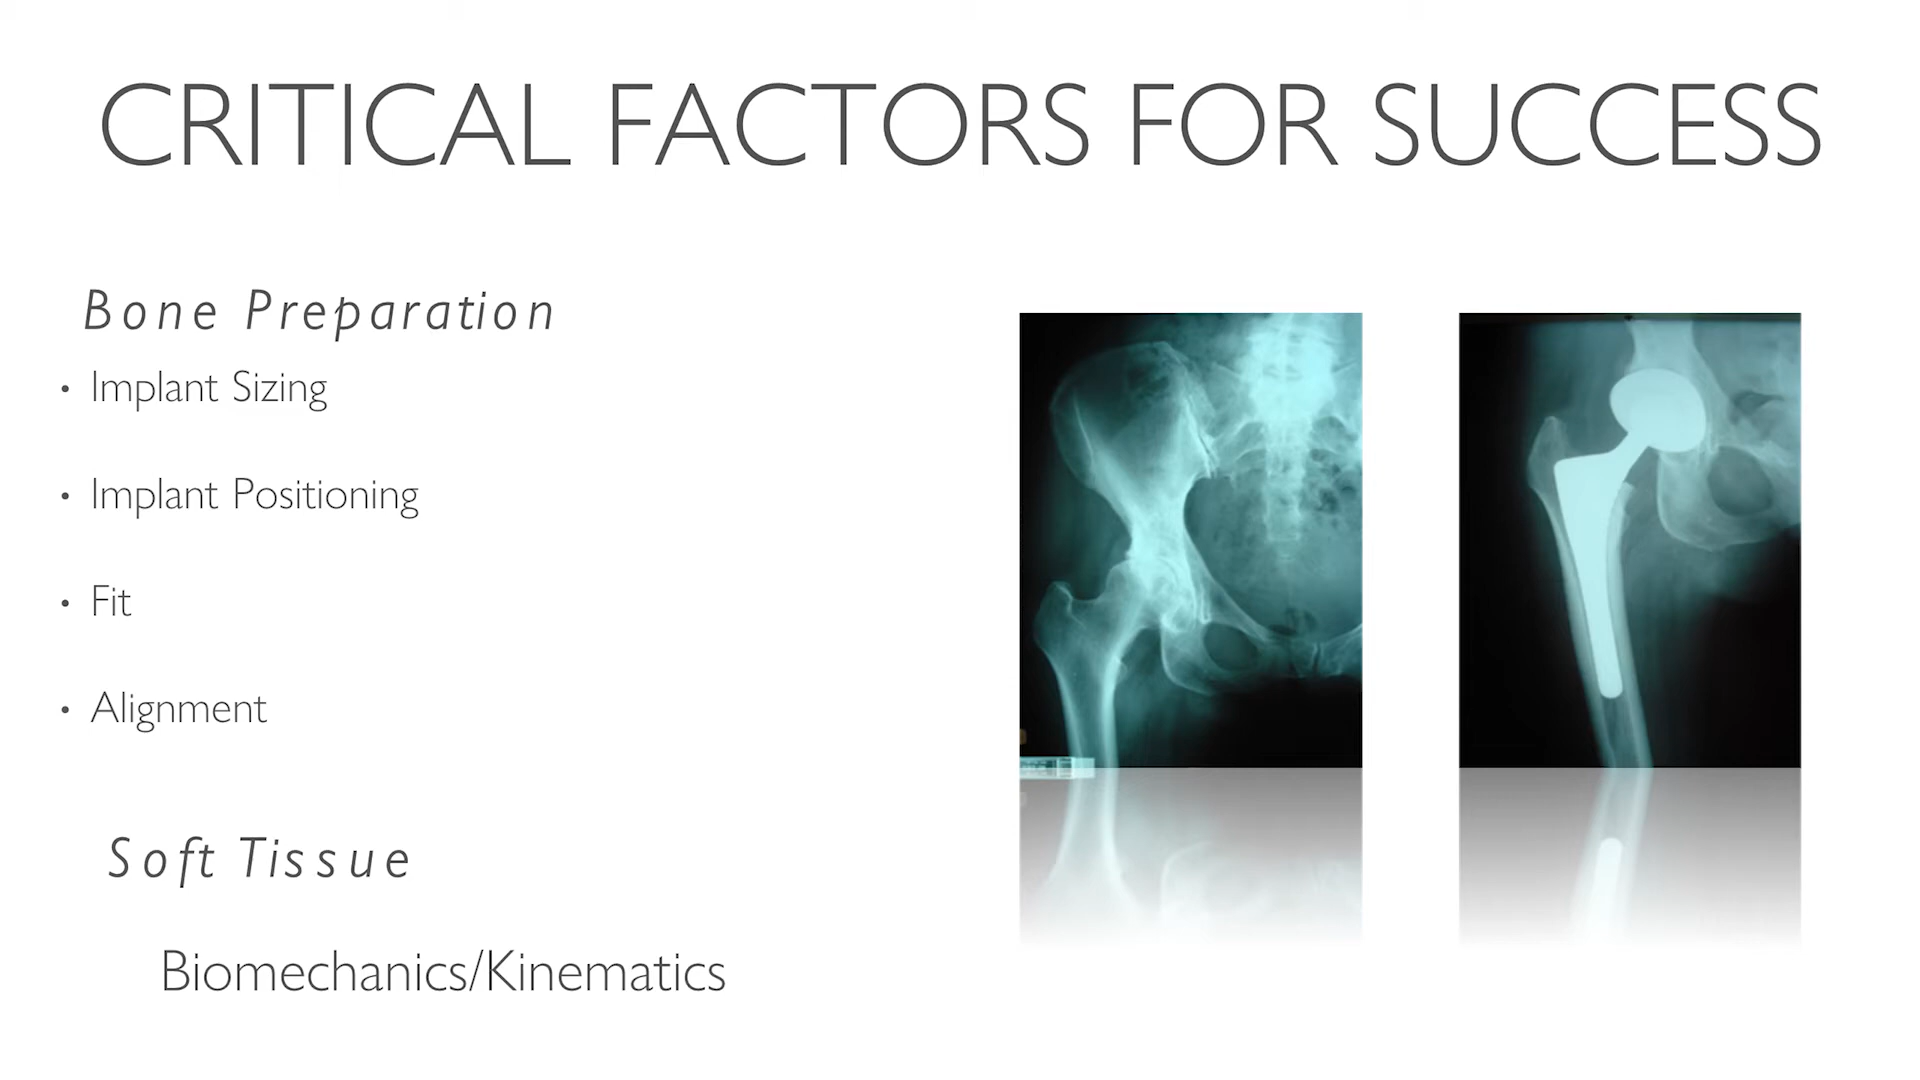 CRITICAL FACTORS FOR SUCCESS
Bone Preparation
• Implant Sizing
• Implant Positioning
• Fit
• Alignment
Soft Tissue
Biomechanics/Kinematics